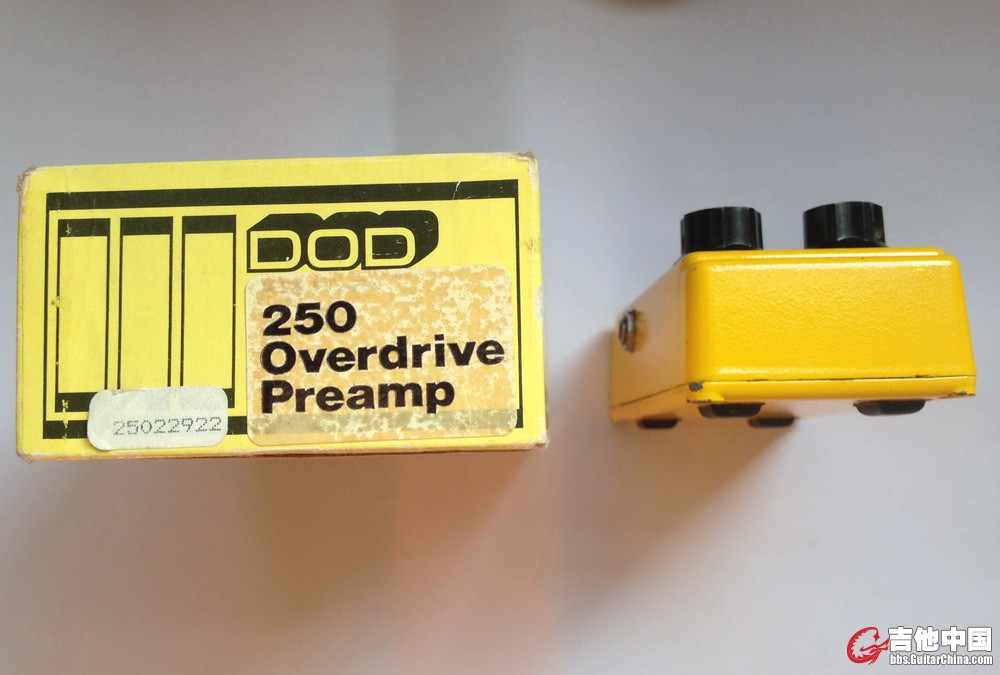 DOD
250
Overdrive
Preamp
25022922
吉他中国
bbs.GuitarChina.com